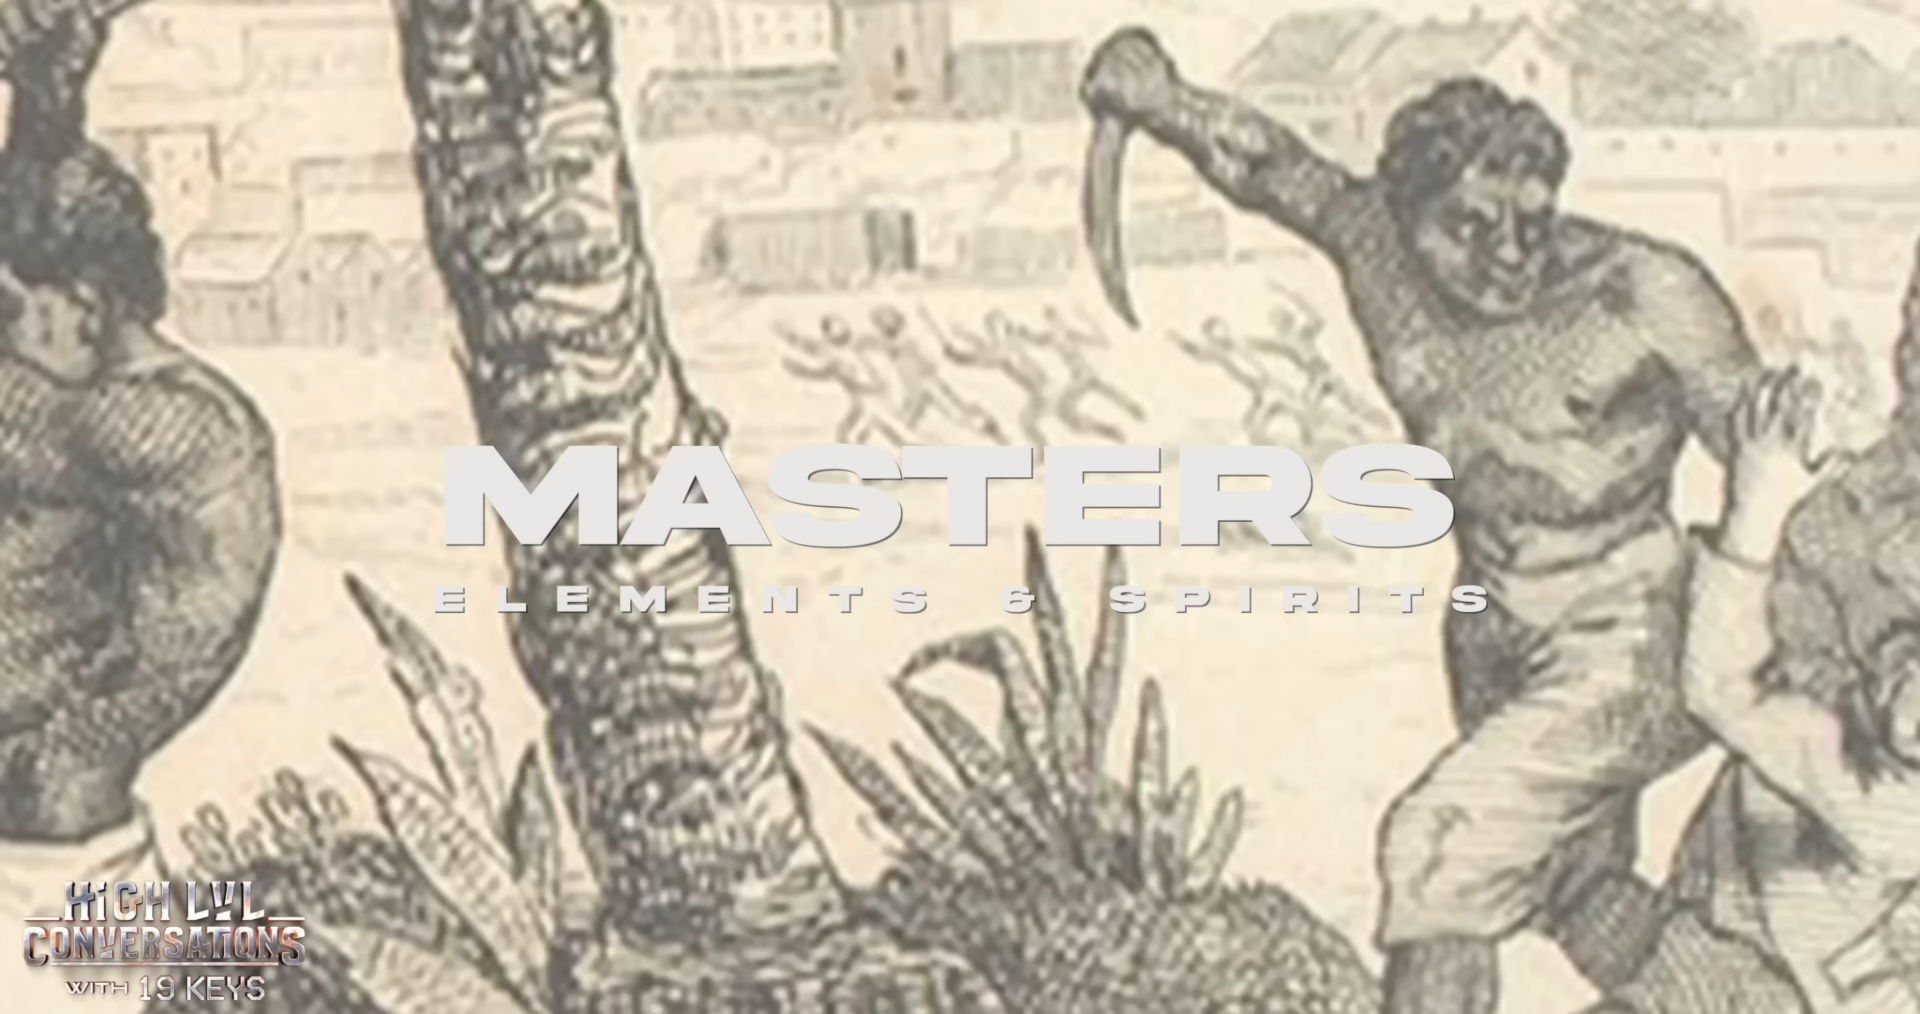 MASTERS
ELEMENTS & SPIRITS
HiGH LVL
CONVERSATIONS
WITH 19 KEYS